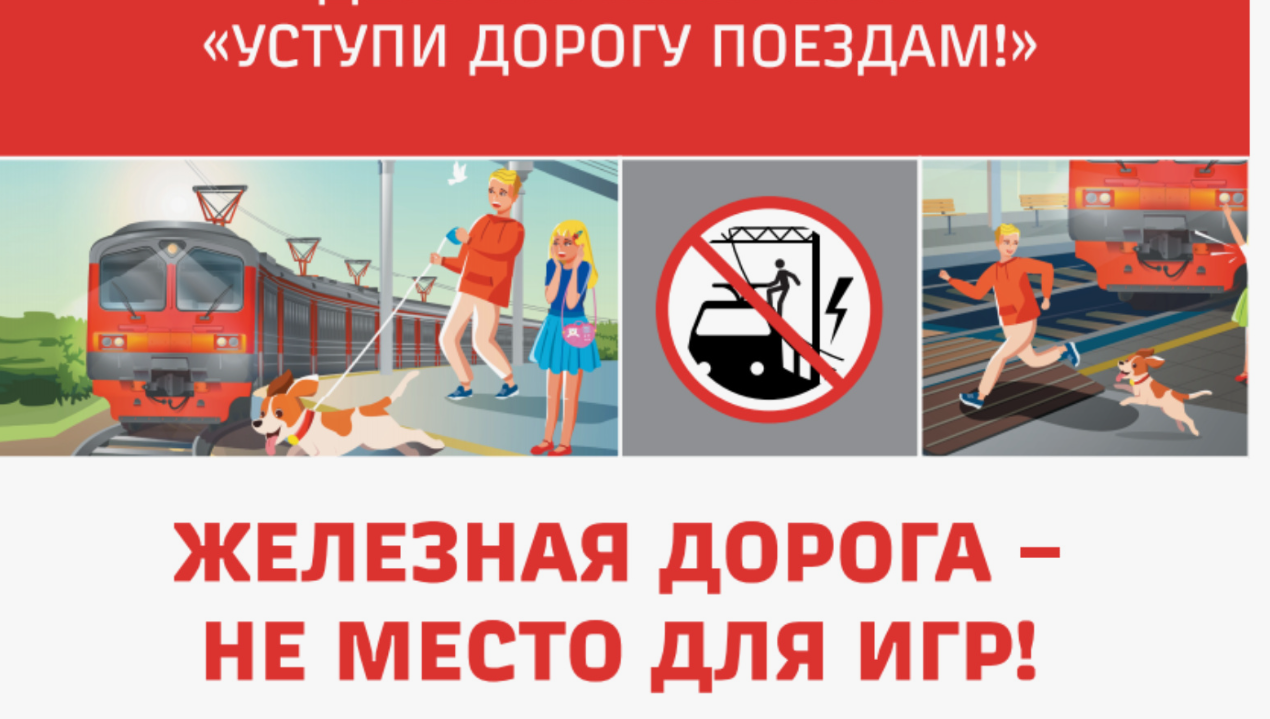 «УСТУПИ ДОРОГУ ПОЕЗДАМ!»
ЖЕЛЕЗНАЯ ДОРОГА –
НЕ МЕСТО ДЛЯ ИГР!